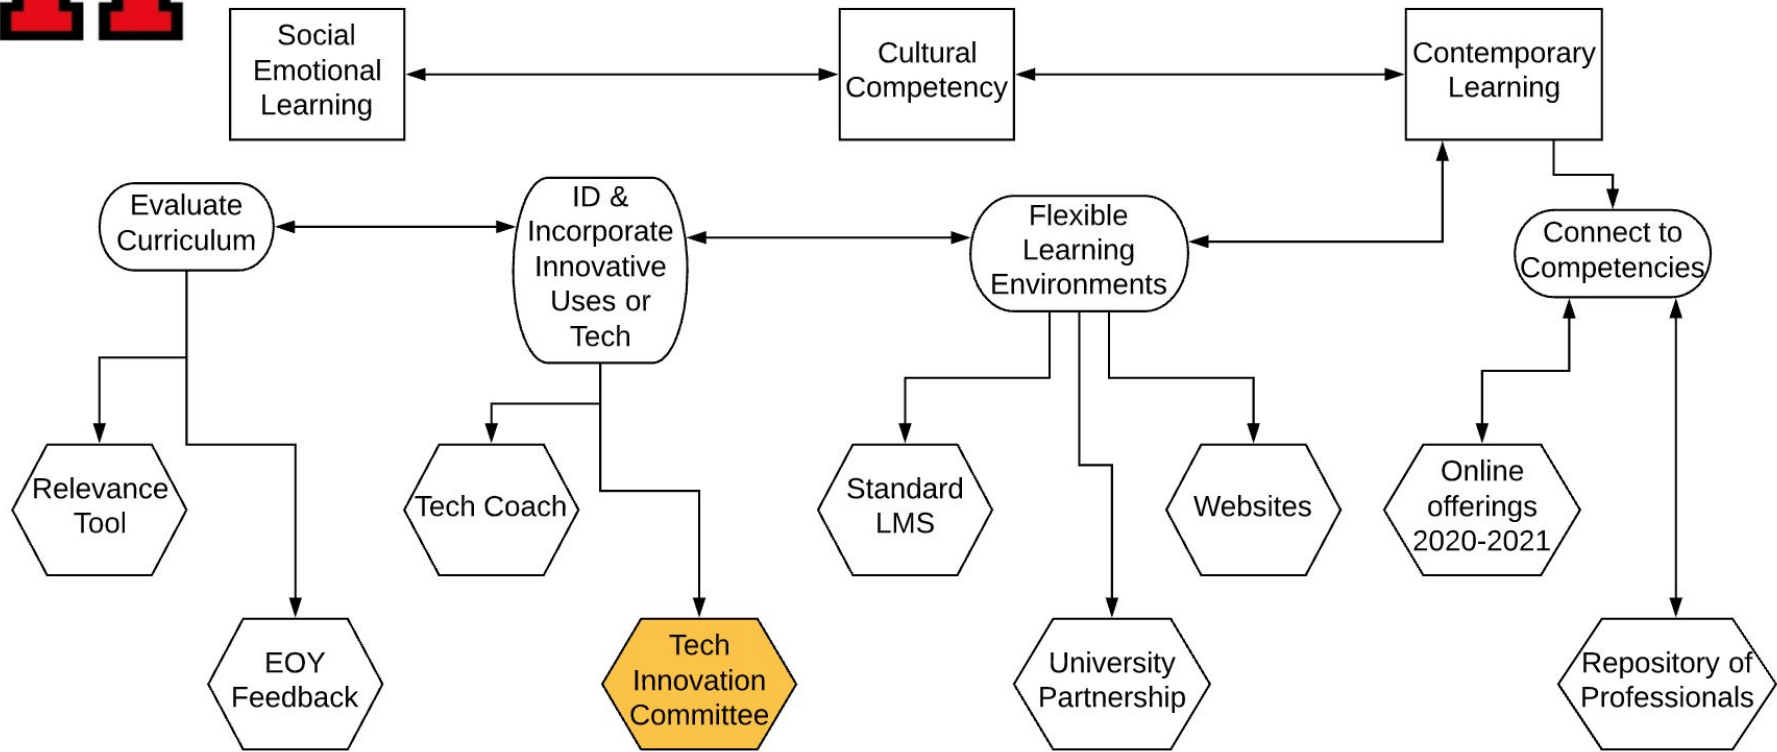 Social
Emotional
Learning
Cultural
Competency
Contemporary
Learning
Evaluate
Curriculum
ID &
Incorporate
Innovative
Uses or
Tech
Flexible
Learning
Environments
Connect to
Competencies
Relevance
Tool
Tech Coach
Standard
LMS
Websites
Online
offerings
2020-2021
EOY
Feedback
Tech
Innovation
Committee
University
Partnership
Repository of
Professionals